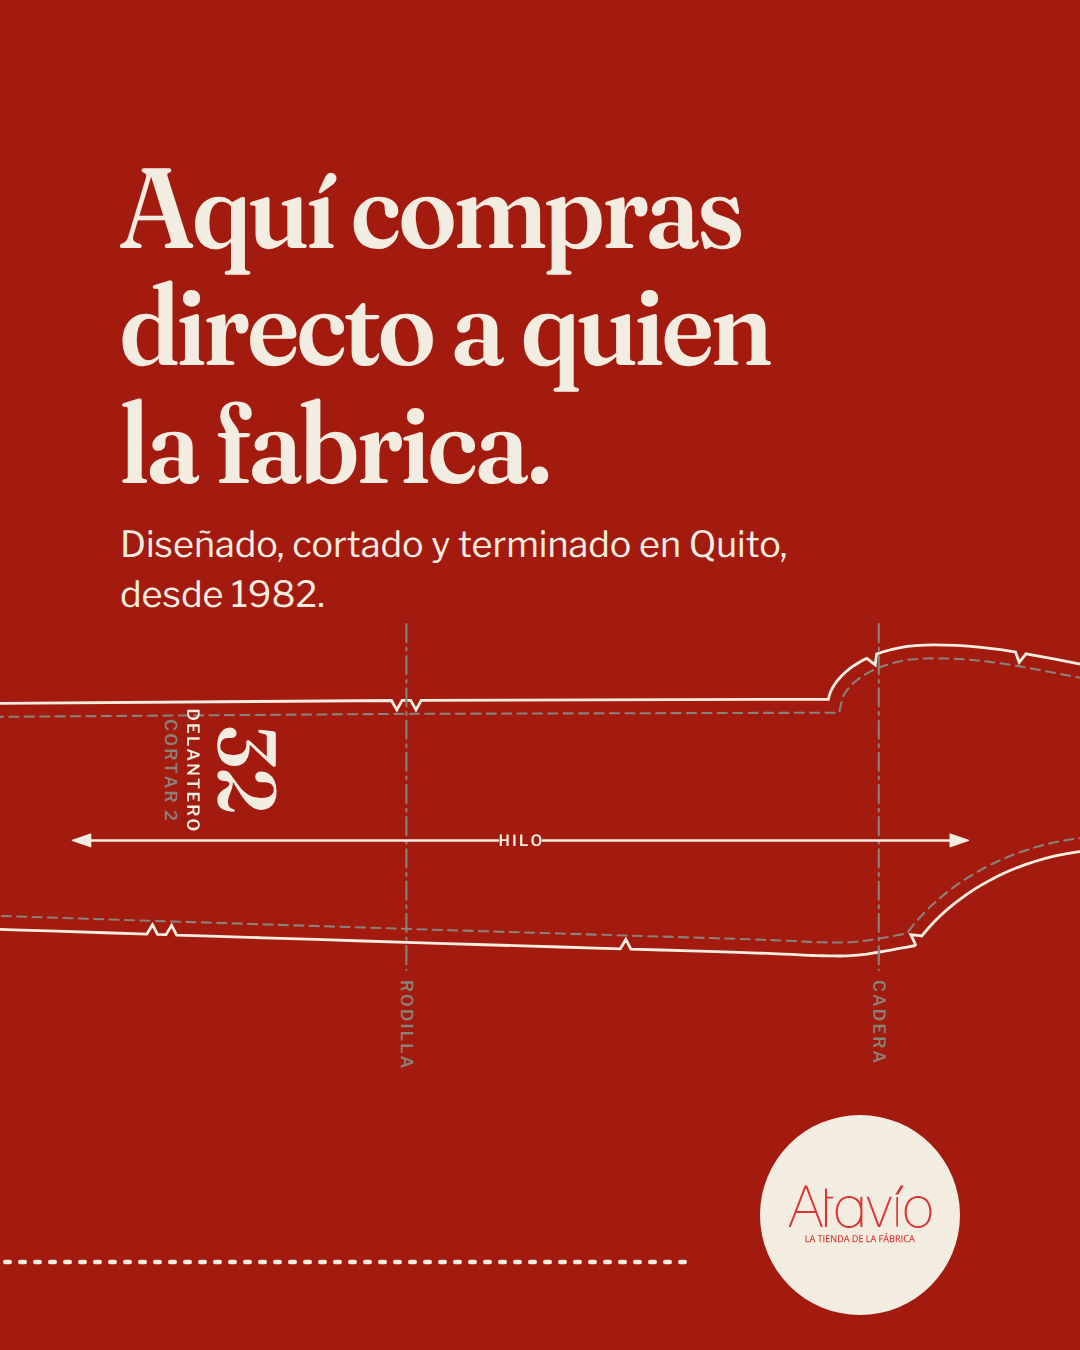 Aquí compras
directo a quien
la fabrica.
Diseñado, cortado y terminado en Quito,
desde 1982.
32
DELANTERO
CORTAR 2
HILO
RODILLA
CADERA
Atavío
LA TIENDA DE LA FÁBRICA